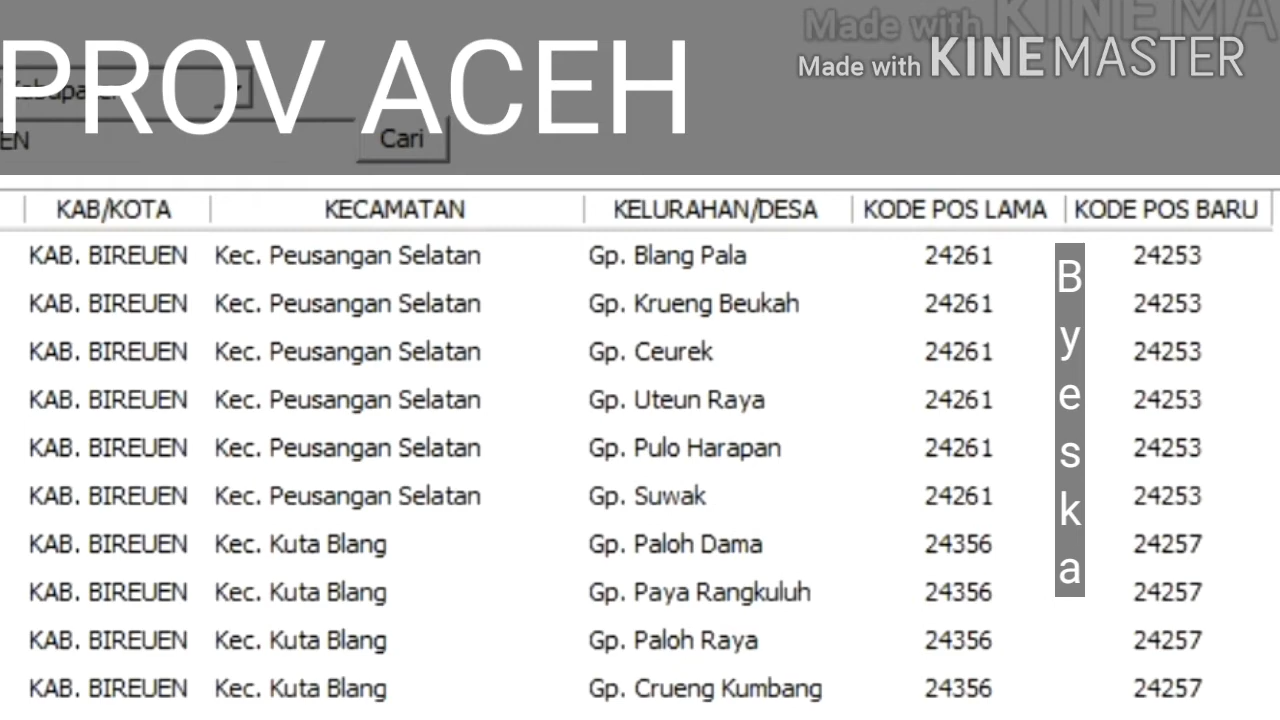 Made with KINEMA
Made with KINEMASTER
PROV ACEH
EN
Cari
KAB/KOTA KECAMATAN KELURAHAN/DESA KODE POS LAMA KODE POS BARU
KAB. BIREUEN Kec. Peusangan Selatan Gp. Blang Pala 24261 24253
KAB. BIREUEN Kec. Peusangan Selatan Gp. Krueng Beukah 24261 24253
KAB. BIREUEN Kec. Peusangan Selatan Gp. Ceurek 24261 24253
KAB. BIREUEN Kec. Peusangan Selatan Gp. Uteun Raya 24261 24253
KAB. BIREUEN Kec. Peusangan Selatan Gp. Pulo Harapan 24261 24253
KAB. BIREUEN Kec. Peusangan Selatan Gp. Suwak 24261 24253
KAB. BIREUEN Kec. Kuta Blang Gp. Paloh Dama 24356 24257
KAB. BIREUEN Kec. Kuta Blang Gp. Paya Rangkuluh 24356 24257
KAB. BIREUEN Kec. Kuta Blang Gp. Paloh Raya 24356 24257
KAB. BIREUEN Kec. Kuta Blang Gp. Crueng Kumbang 24356 24257
Byeska